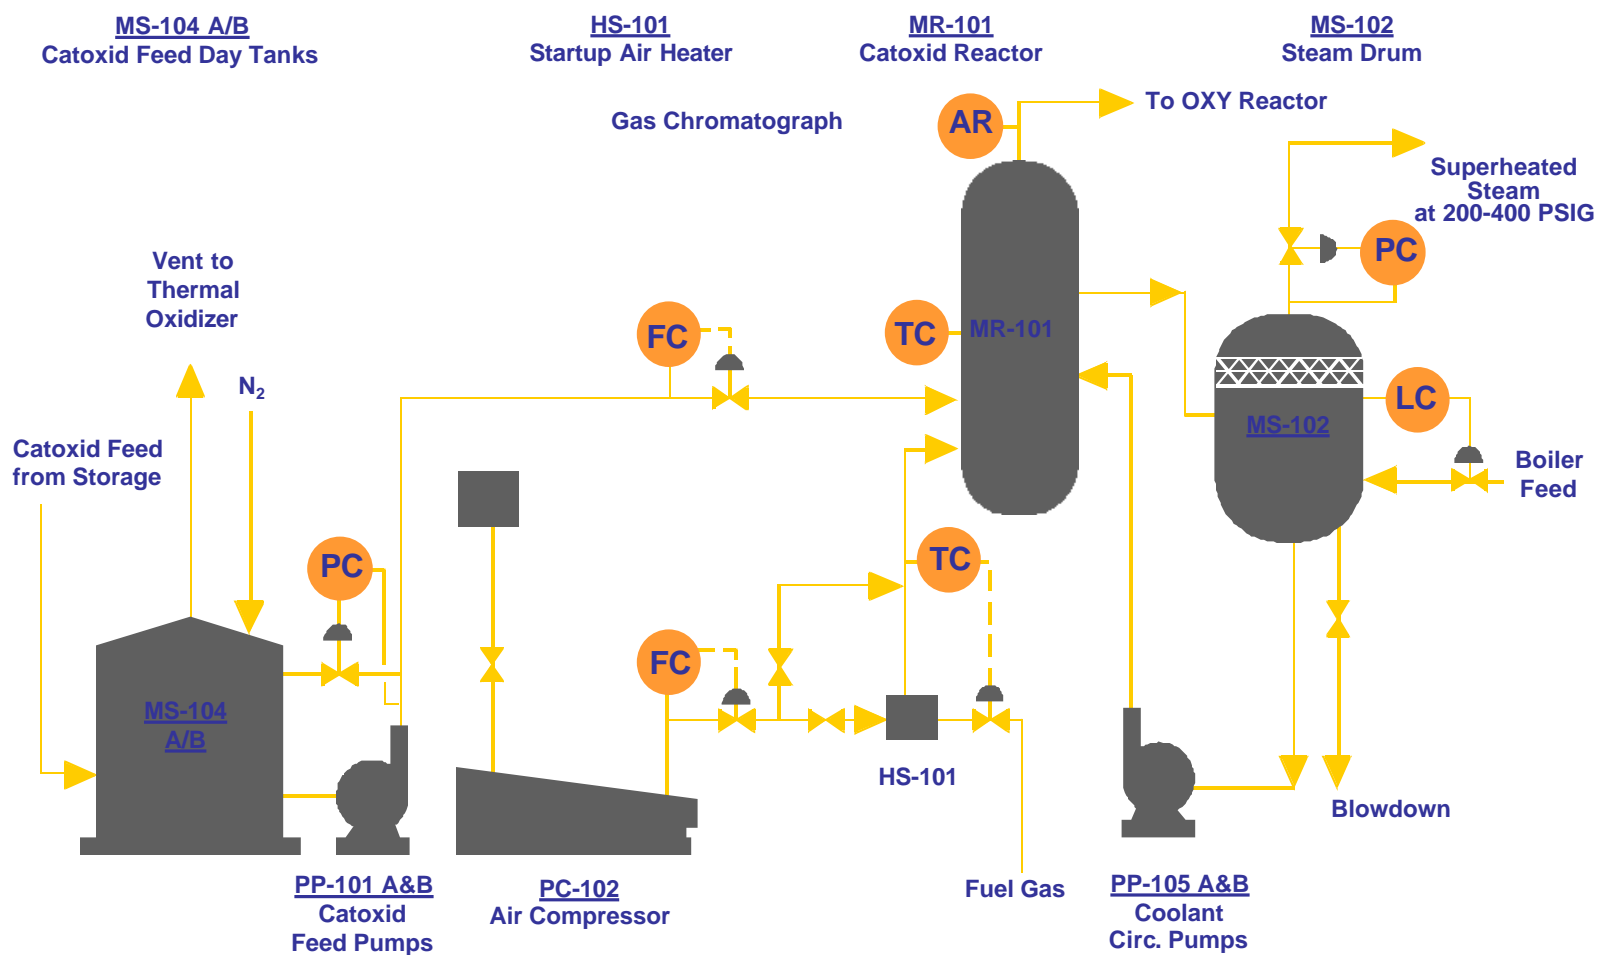 MS-104 A/B
Catoxid Feed Day Tanks
HS-101
Startup Air Heater
MR-101
Catoxid Reactor
MS-102
Steam Drum
Gas Chromatograph
AR
To OXY Reactor
Superheated
Steam
at 200-400 PSIG
PC
Vent to
Thermal
Oxidizer
FC
TC
MR-101
N2
LC
MS-102
Catoxid Feed
from Storage
Boiler
Feed
PC
TC
FC
MS-104
A/B
HS-101
Blowdown
PP-101 A&B
Catoxid
Feed Pumps
PC-102
Air Compressor
Fuel Gas
PP-105 A&B
Coolant
Circ. Pumps